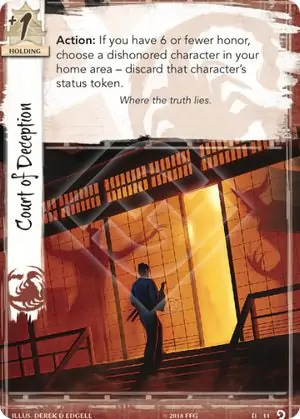 +1
HOLDING
Action: If you have 6 or fewer honor,
choose a dishonored character in your
home area – discard that character's
status token.
Where the truth lies.
Court of Deception
ILLUS. DEREK D EDGELL
© 2018 FFG
D 11